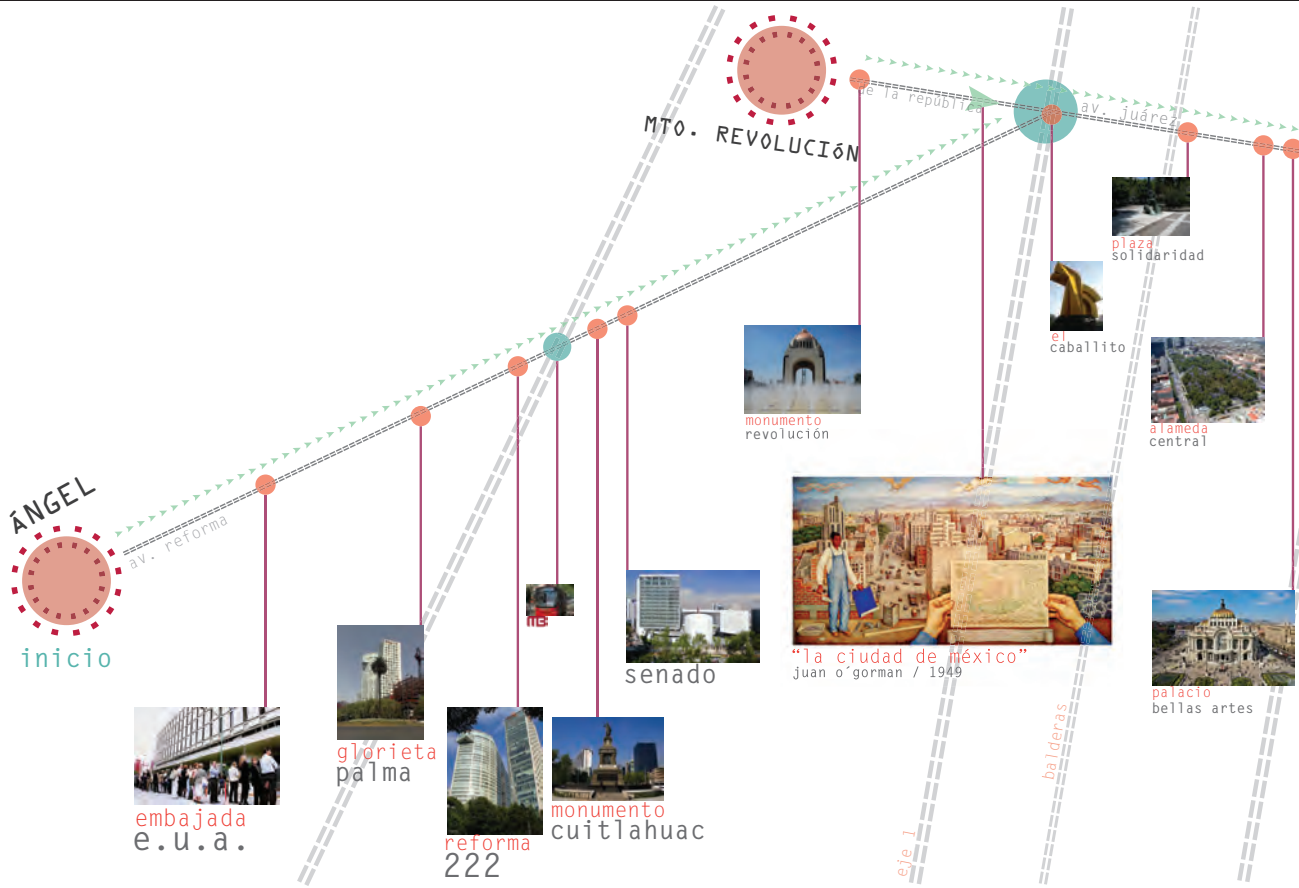 MTO. REVOLUCIóN
de la república
av. juárez
plaza
solidaridad
el
caballito
monumento
revolución
alameda
central
ÁNGEL
av. reforma
inicio
MB
senado
"la ciudad de méxico"
juan o´gorman / 1949
palacio
bellas artes
glorieta
palma
embajada
e.u.a.
reforma
222
monumento
cuitlahuac
balderas
eje 1